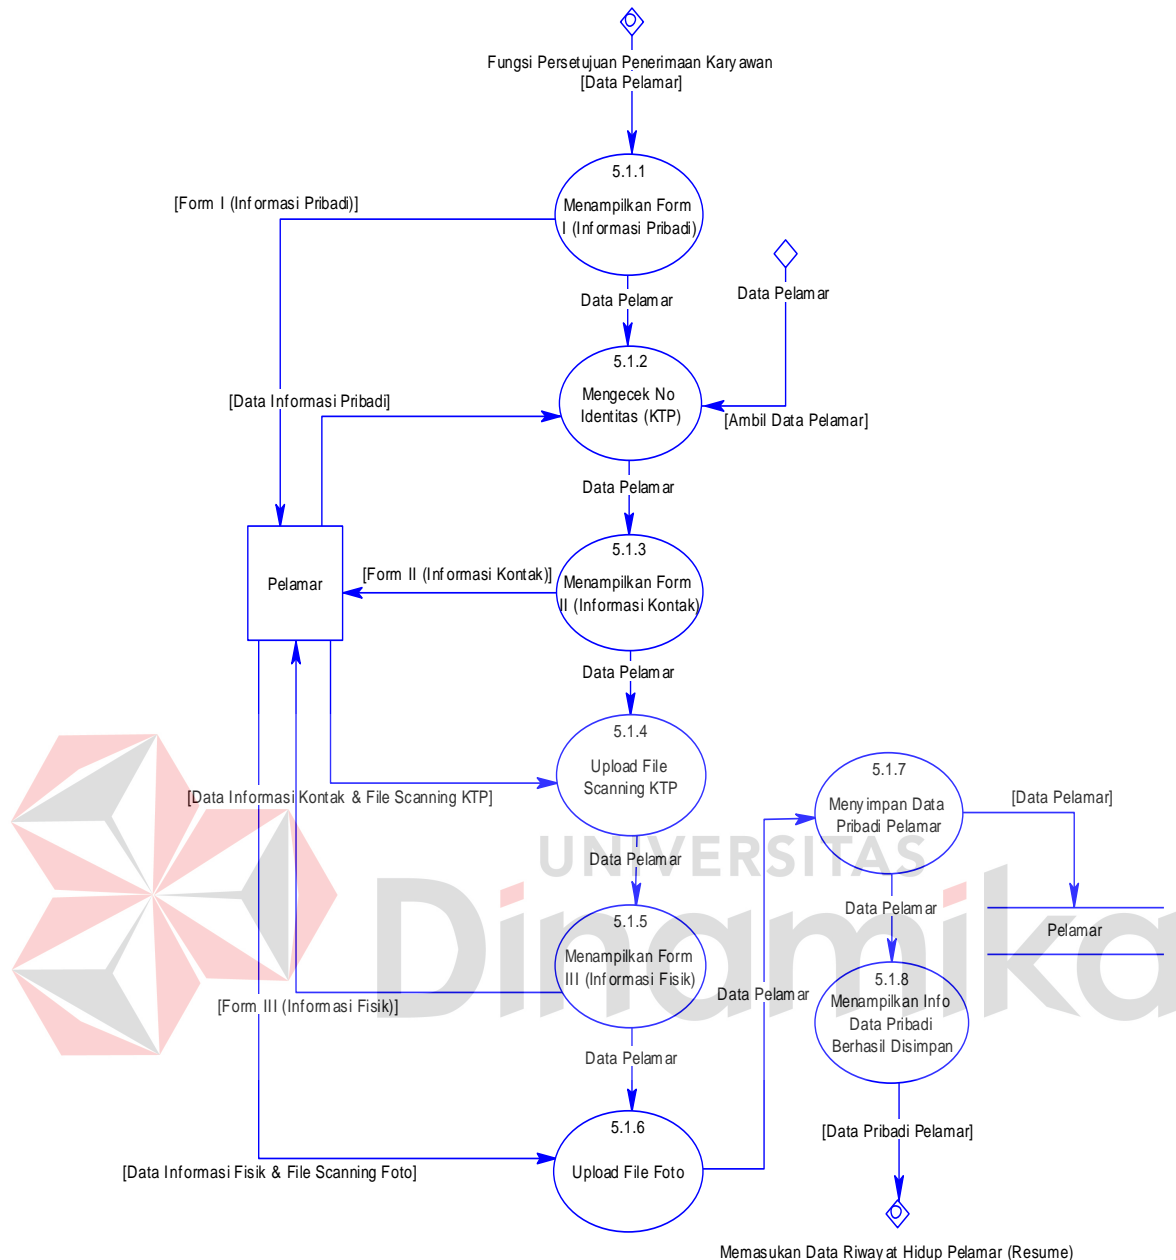 Fungsi Persetujuan Penerimaan Karyawan
[Data Pelamar]
5.1.1
Menampilkan Form
I (Informasi Pribadi)
[Form I (Informasi Pribadi)]
Data Pelamar
Data Pelamar
5.1.2
Mengecek No
Identitas (KTP)
[Data Informasi Pribadi]
[Ambil Data Pelamar]
Data Pelamar
5.1.3
Menampilkan Form
II (Informasi Kontak)
[Form II (Informasi Kontak)]
Pelamar
Data Pelamar
5.1.4
Upload File
Scanning KTP
[Data Informasi Kontak & File Scanning KTP]
5.1.7
Menyimpan Data
Pribadi Pelamar
[Data Pelamar]
UNIVERSITAS
Dinamika
Data Pelamar
Data Pelamar
Pelamar
5.1.5
Menampilkan Form
III (Informasi Fisik)
[Form III (Informasi Fisik)]
Data Pelamar
5.1.8
Menampilkan Info
Data Pribadi
Berhasil Disimpan
Data Pelamar
5.1.6
Upload File Foto
[Data Informasi Fisik & File Scanning Foto]
[Data Pribadi Pelamar]
Memasukan Data Riwayat Hidup Pelamar (Resume)